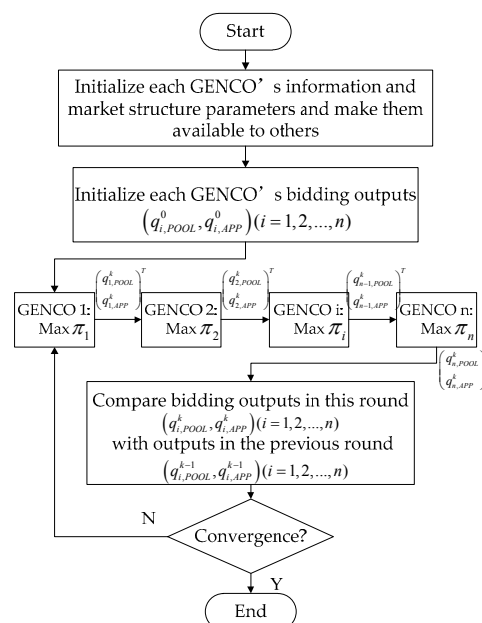 Start
Initialize each GENCO’ s information and
market structure parameters and make them
available to others
Initialize each GENCO’ s bidding outputs
(q^0_{i,POOL}, q^0_{i,APP})(i = 1, 2, ..., n)
(q^k_{1,POOL} q^k_{1,APP})^T
(q^k_{2,POOL} q^k_{2,APP})^T
(q^k_{n-1,POOL} q^k_{n-1,APP})^T
GENCO 1:
Max π_1
GENCO 2:
Max π_2
GENCO i:
Max π_i
GENCO n:
Max π_n
(q^k_{n,POOL} q^k_{n,APP})
Compare bidding outputs in this round
(q^k_{i,POOL}, q^k_{i,APP})(i = 1, 2, ..., n)
with outputs in the previous round
(q^{k-1}_{i,POOL}, q^{k-1}_{i,APP})(i = 1, 2, ..., n)
N
Convergence?
Y
End